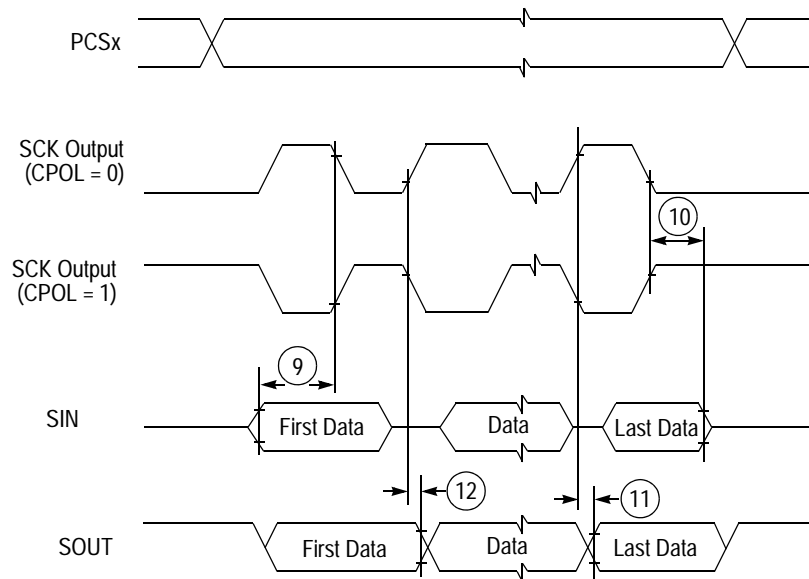 PCSx
SCK Output
(CPOL = 0)
10
SCK Output
(CPOL = 1)
9
SIN
First Data
Data
Last Data
12
11
SOUT
First Data
Data
Last Data